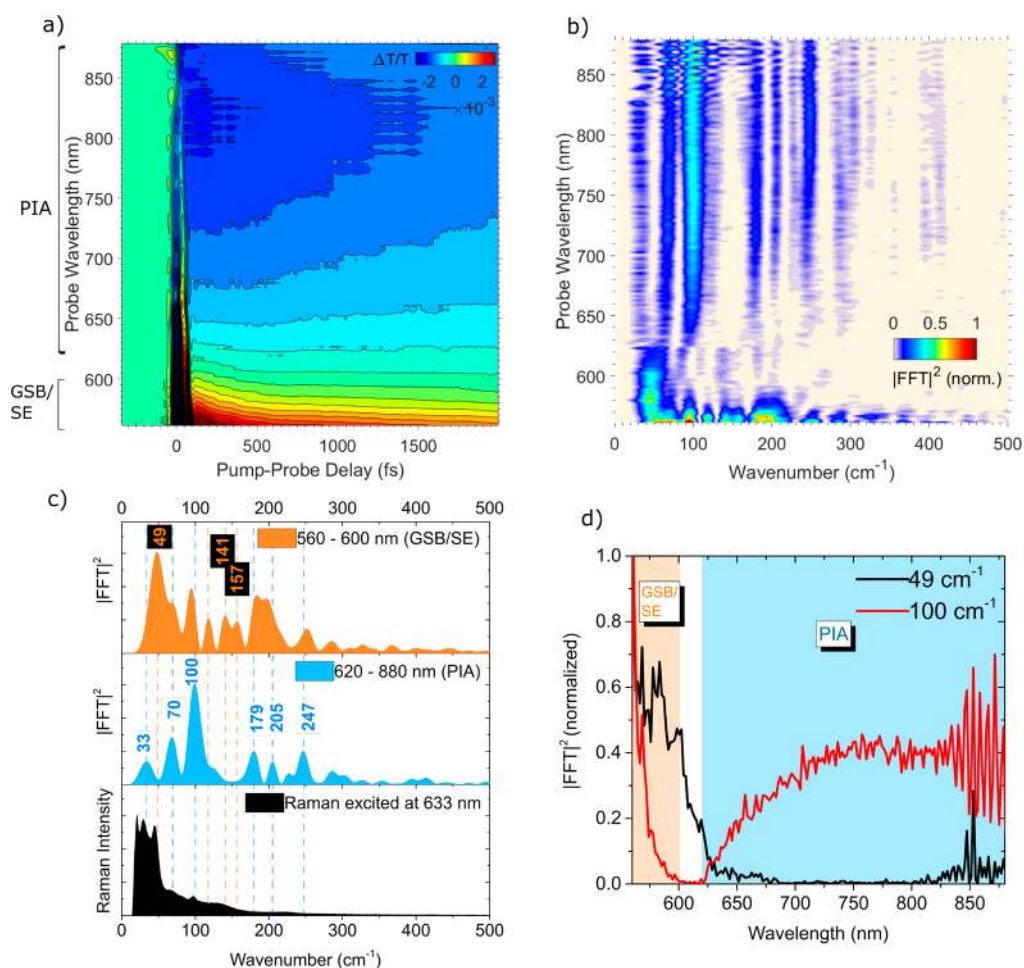 a)
PIA
GSB/
SE
Probe Wavelength (nm)
850
800
750
700
650
600
ΔT/T
-2 0 2
× 10⁻³
0 500 1000 1500
Pump-Probe Delay (fs)
b)
Probe Wavelength (nm)
850
800
750
700
650
600
0 0.5 1
|FFT|² (norm.)
0 100 200 300 400 500
Wavenumber (cm⁻¹)
c)
0 100 200 300 400 500
|FFT|²
49
141
157
560 - 600 nm (GSB/SE)
|FFT|²
33
70
100
179
205
247
620 - 880 nm (PIA)
Raman Intensity
Raman excited at 633 nm
0 100 200 300 400 500
Wavenumber (cm⁻¹)
d)
|FFT|² (normalized)
1.0
0.8
0.6
0.4
0.2
0.0
GSB/
SE
PIA
49 cm⁻¹
100 cm⁻¹
600 650 700 750 800 850
Wavelength (nm)